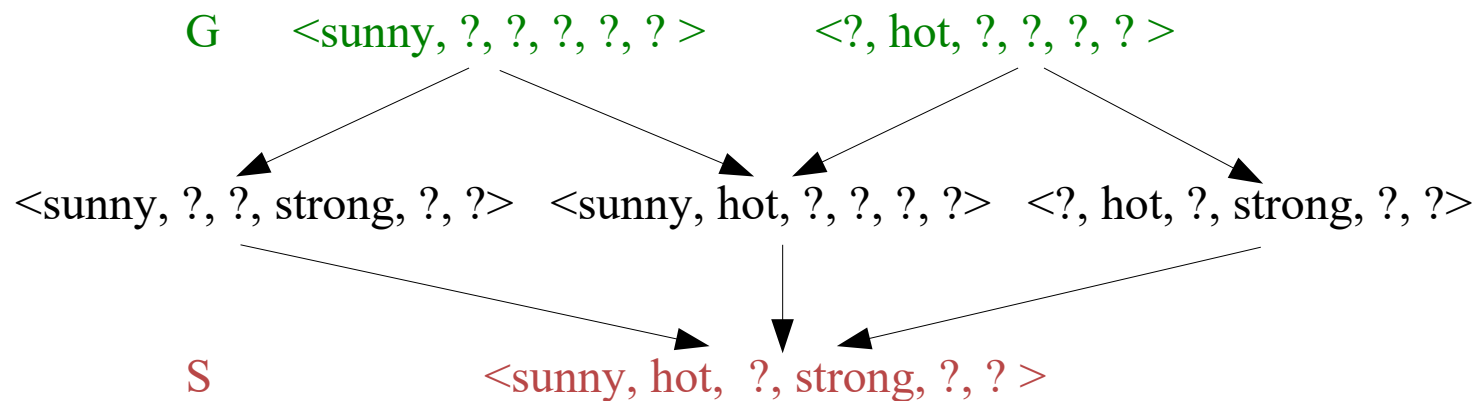 G <sunny, ?, ?, ?, ?, ? > <?, hot, ?, ?, ?, ? >
<sunny, ?, ?, strong, ?, ?> <sunny, hot, ?, ?, ?, ?> <?, hot, ?, strong, ?, ?>
S <sunny, hot, ?, strong, ?, ? >